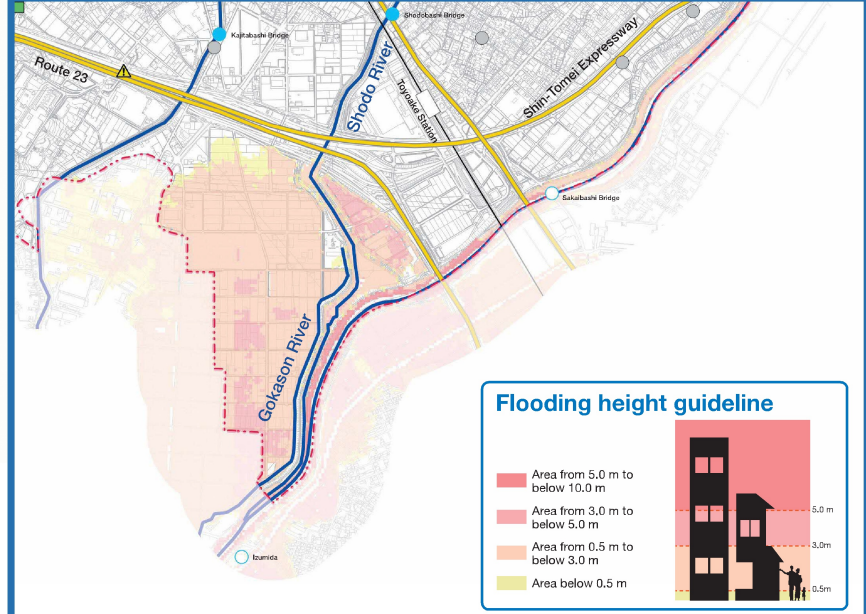 Kajitabashi Bridge
Shodobashi Bridge
Route 23
Shodo River
Toyoake Station
Shin-Tomei Expressway
Sakaibashi Bridge
Gokason River
Izumida
Flooding height guideline
Area from 5.0 m to
below 10.0 m
Area from 3.0 m to
below 5.0 m
Area from 0.5 m to
below 3.0 m
Area below 0.5 m
5.0 m
3.0m
0.5m